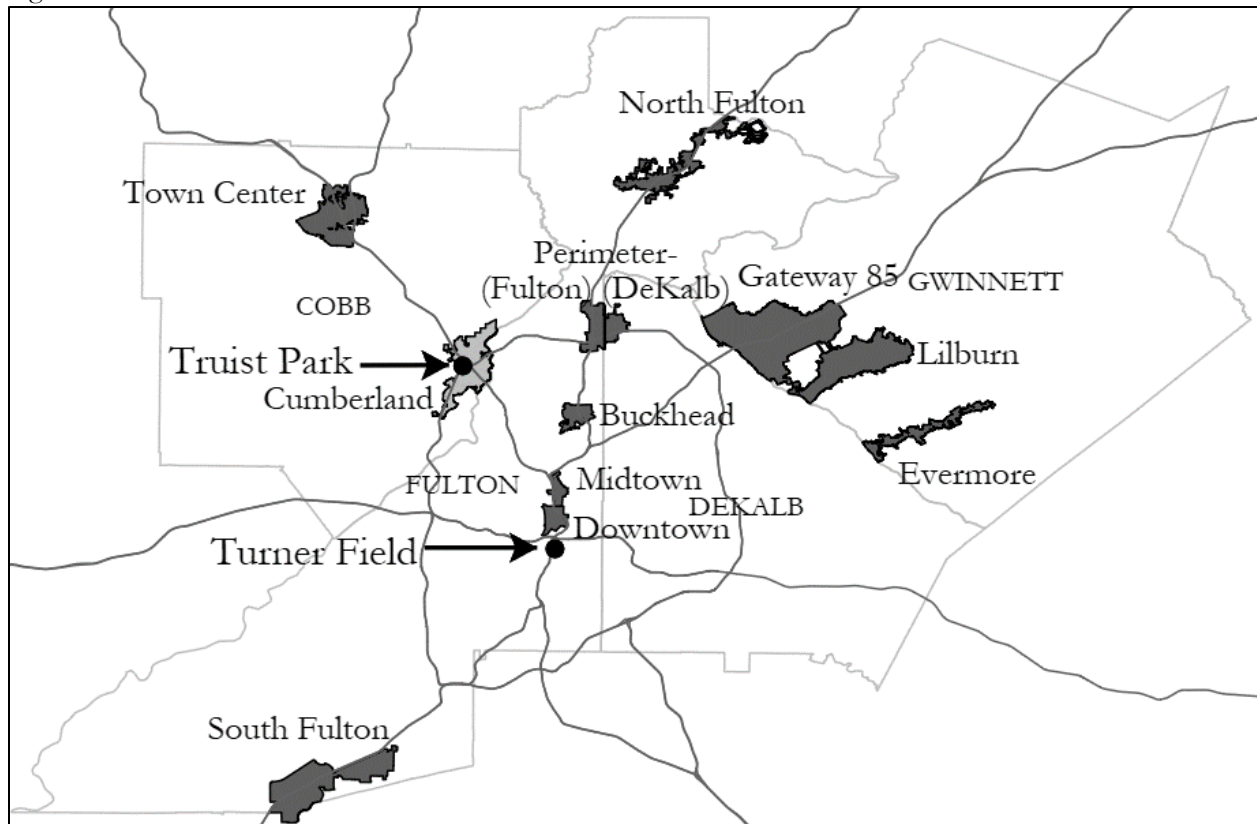 North Fulton
Town Center
Perimeter-
(Fulton) (DeKalb)
Gateway 85
GWINNETT
COBB
Truist Park
Lilburn
Cumberland
Buckhead
Evermore
FULTON
Midtown
DEKALB
Downtown
Turner Field
South Fulton